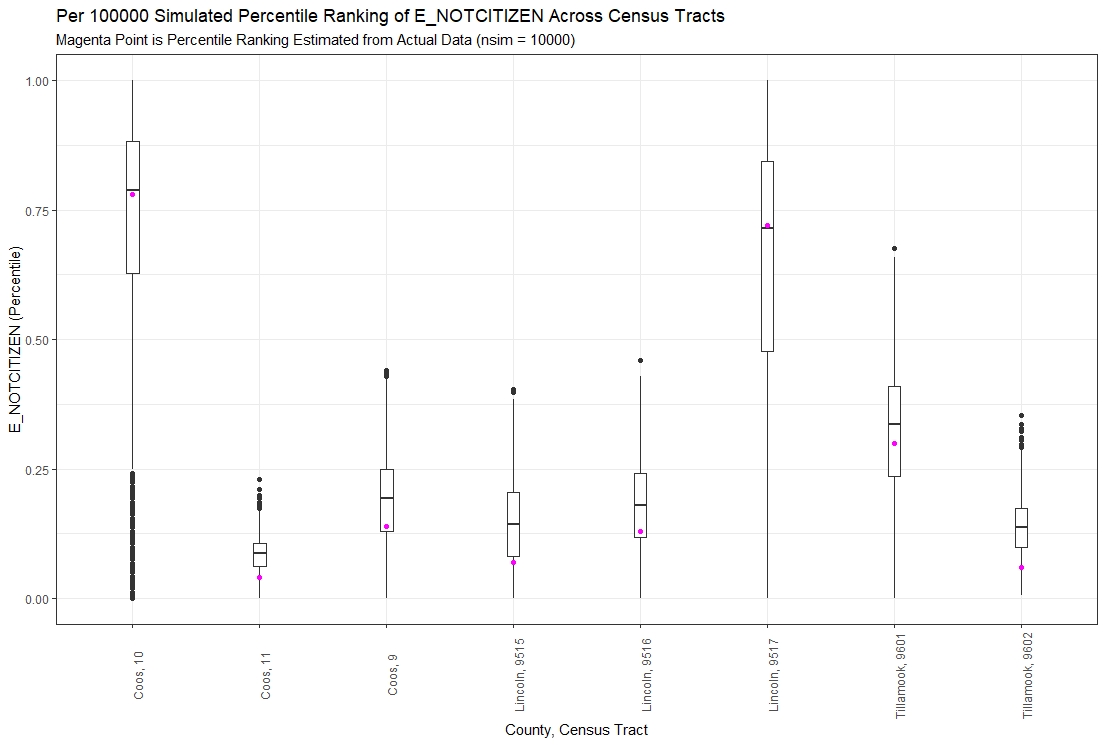 Per 100000 Simulated Percentile Ranking of E_NOTCITIZEN Across Census Tracts
Magenta Point is Percentile Ranking Estimated from Actual Data (nsim = 10000)
E_NOTCITIZEN (Percentile)
1.00
0.75
0.50
0.25
0.00
Coos, 10
Coos, 11
Coos, 9
Lincoln, 9515
Lincoln, 9516
Lincoln, 9517
Tillamook, 9601
Tillamook, 9602
County, Census Tract